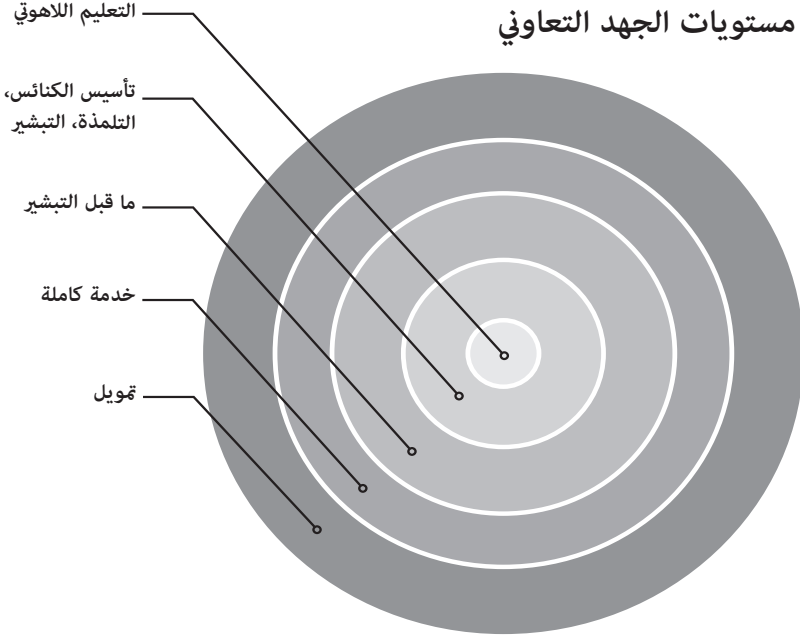 مستويات الجهد التعاوني
التعليم اللاهوتي
تأسيس الكنائس،
التلمذة، التبشير
ما قبل التبشير
خدمة كاملة
تمويل